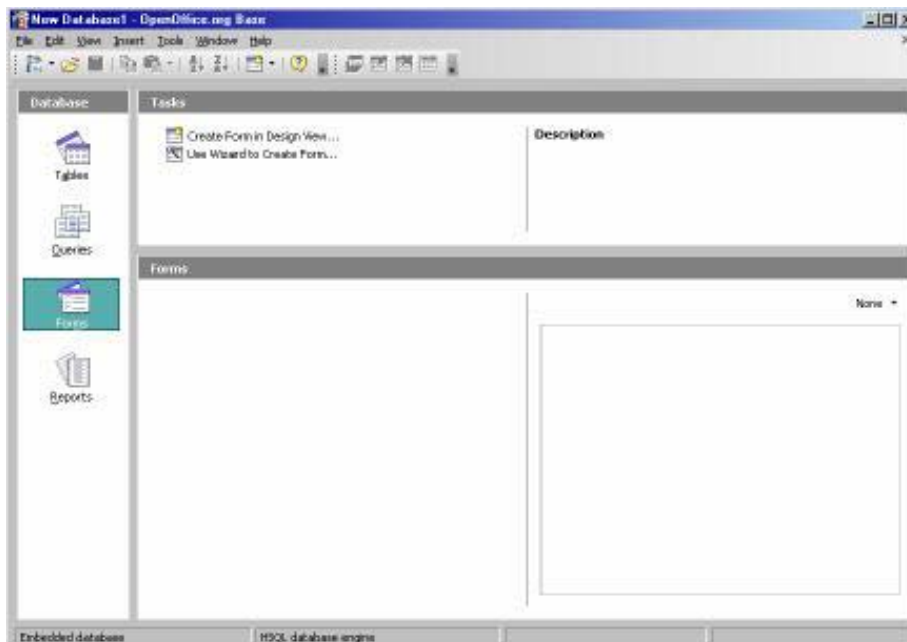 New Database1 - OpenOffice.org Base
File Edit View Insert Tools Window Help
Database
Tasks
Create Form in Design View...
Use Wizard to Create Form...
Description
Tables
Queries
Forms
Forms
None
Reports
Embedded database
HSQL database engine